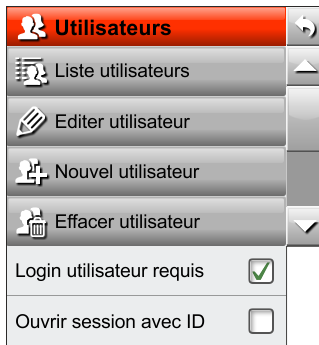 Utilisateurs
Liste utilisateurs
Editer utilisateur
Nouvel utilisateur
Effacer utilisateur
Login utilisateur requis
Ouvrir session avec ID